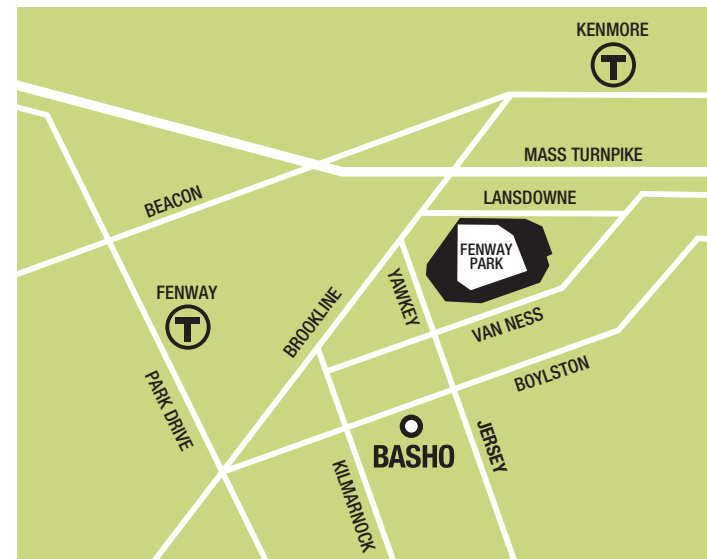 KENMORE
T
MASS TURNPIKE
LANSDOWNE
BEACON
FENWAY
PARK
YAWKEY
FENWAY
T
BROOKLINE
VAN NESS
BOYLSTON
PARK DRIVE
BASHO
JERSEY
KILMARNOCK